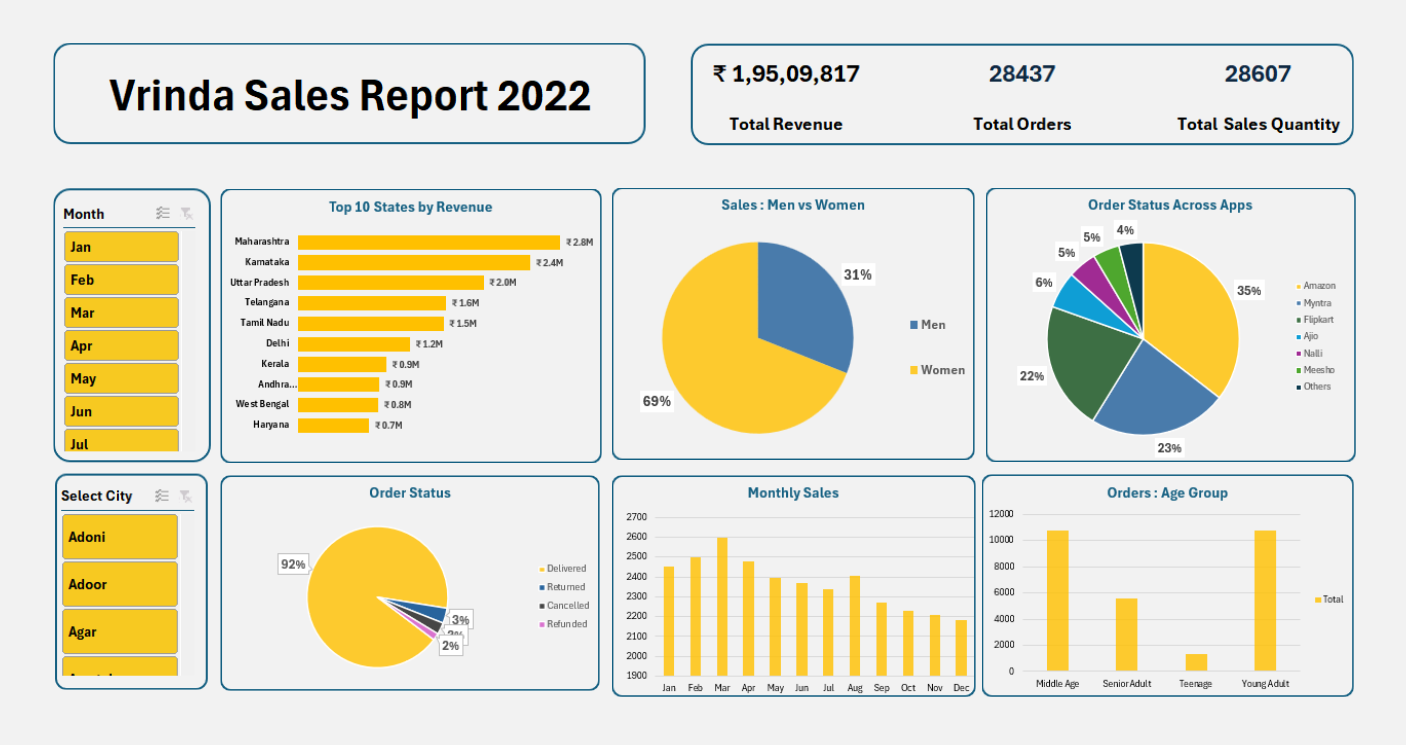 Vrinda Sales Report 2022
₹ 1,95,09,817
28437
28607
Total Revenue
Total Orders
Total Sales Quantity
Month
Jan
Feb
Mar
Apr
May
Jun
Jul
Top 10 States by Revenue
Maharashtra
₹ 2.8M
Karnataka
₹ 2.4M
Uttar Pradesh
₹ 2.0M
Telangana
₹ 1.6M
Tamil Nadu
₹ 1.5M
Delhi
₹ 1.2M
Kerala
₹ 0.9M
Andhra...
₹ 0.9M
West Bengal
₹ 0.8M
Haryana
₹ 0.7M
Sales : Men vs Women
31%
69%
Men
Women
Order Status Across Apps
4%
5%
5%
6%
35%
22%
23%
Amazon
Myntra
Flipkart
Ajio
Nalli
Meesho
Others
Select City
Adoni
Adoor
Agar
Order Status
92%
3%
2%
Delivered
Returned
Cancelled
Refunded
Monthly Sales
2700
2600
2500
2400
2300
2200
2100
2000
1900
Jan Feb Mar Apr May Jun Jul Aug Sep Oct Nov Dec
Orders : Age Group
12000
10000
8000
6000
4000
2000
0
Middle Age Senior Adult Teenage Young Adult
Total